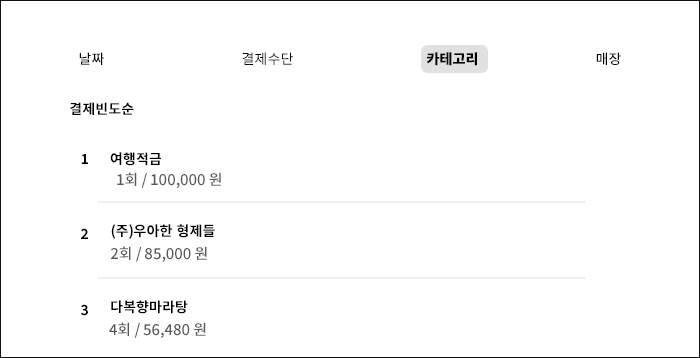 날짜 결제수단 카테고리 매장
결제빈도순
1 여행적금
1회 / 100,000 원
2 (주)우아한 형제들
2회 / 85,000 원
3 다복향마라탕
4회 / 56,480 원